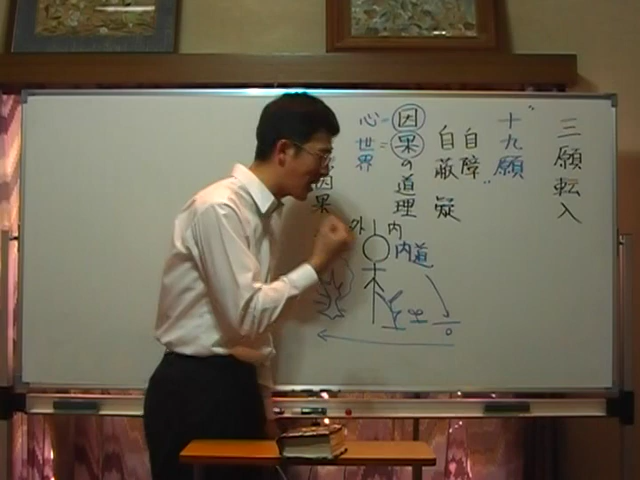 三願転入
十九願
自障
自蔽
疑
因果の道理
心=
世界=
因果
外 内
内道